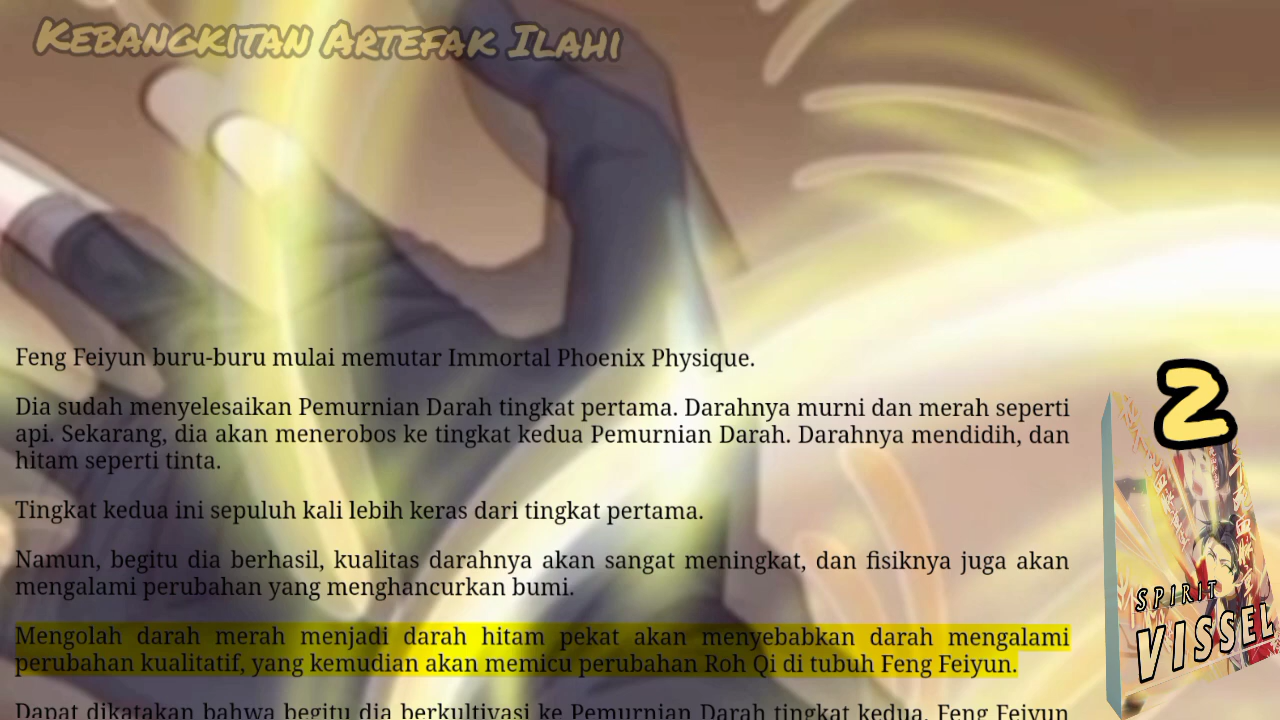 Kebangkitan Artefak Ilahi
Feng Feiyun buru-buru mulai memutar Immortal Phoenix Physique.
Dia sudah menyelesaikan Pemurnian Darah tingkat pertama. Darahnya murni dan merah seperti
api. Sekarang, dia akan menerobos ke tingkat kedua Pemurnian Darah. Darahnya mendidih, dan
hitam seperti tinta.
Tingkat kedua ini sepuluh kali lebih keras dari tingkat pertama.
Namun, begitu dia berhasil, kualitas darahnya akan sangat meningkat, dan fisiknya juga akan
mengalami perubahan yang menghancurkan bumi.
Mengolah darah merah menjadi darah hitam pekat akan menyebabkan darah mengalami
perubahan kualitatif, yang kemudian akan memicu perubahan Roh Qi di tubuh Feng Feiyun.
Dapat dikatakan bahwa begitu dia berkultivasi ke Pemurnian Darah tingkat kedua, Feng Feiyun
2
SPIRIT
VISSEL